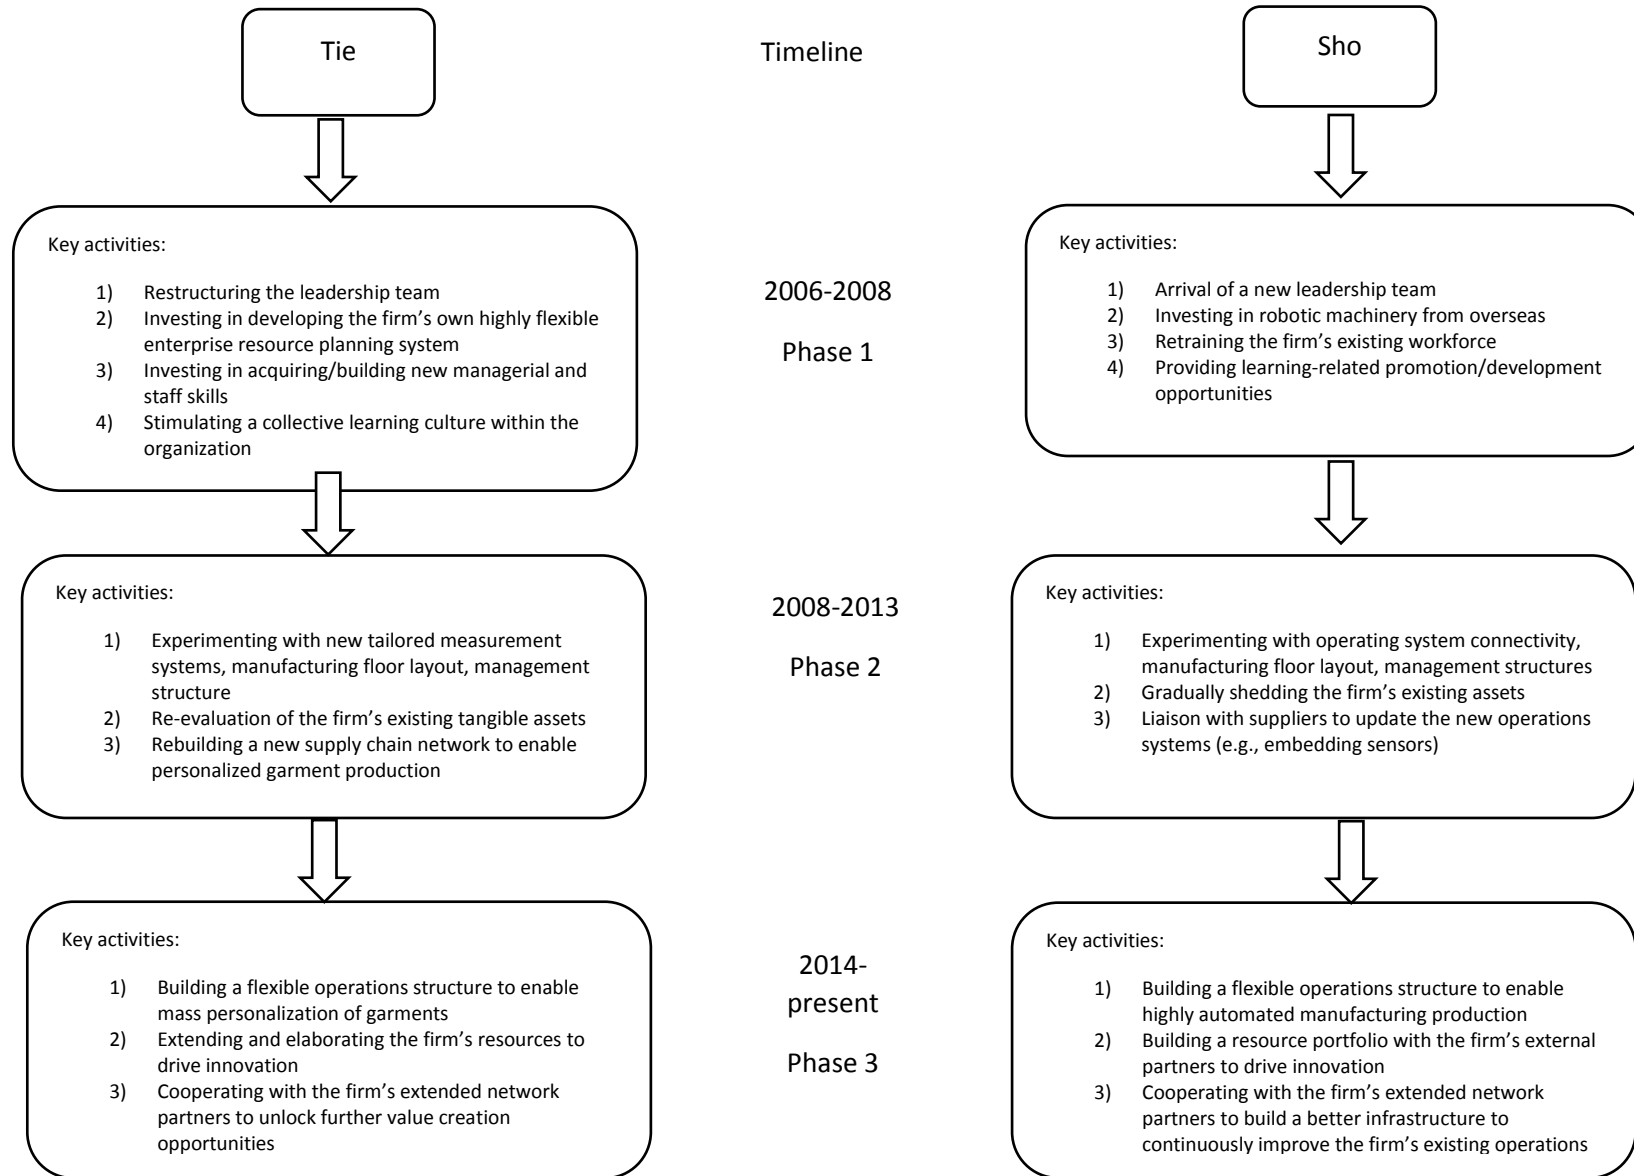 Tie
Timeline
Sho
Key activities:
1) Restructuring the leadership team
2) Investing in developing the firm’s own highly flexible
enterprise resource planning system
3) Investing in acquiring/building new managerial and
staff skills
4) Stimulating a collective learning culture within the
organization
2006-2008
Phase 1
Key activities:
1) Arrival of a new leadership team
2) Investing in robotic machinery from overseas
3) Retraining the firm’s existing workforce
4) Providing learning-related promotion/development
opportunities
Key activities:
1) Experimenting with new tailored measurement
systems, manufacturing floor layout, management
structure
2) Re-evaluation of the firm’s existing tangible assets
3) Rebuilding a new supply chain network to enable
personalized garment production
2008-2013
Phase 2
Key activities:
1) Experimenting with operating system connectivity,
manufacturing floor layout, management structures
2) Gradually shedding the firm’s existing assets
3) Liaison with suppliers to update the new operations
systems (e.g., embedding sensors)
Key activities:
1) Building a flexible operations structure to enable
mass personalization of garments
2) Extending and elaborating the firm’s resources to
drive innovation
3) Cooperating with the firm’s extended network
partners to unlock further value creation
opportunities
2014-
present
Phase 3
Key activities:
1) Building a flexible operations structure to enable
highly automated manufacturing production
2) Building a resource portfolio with the firm’s external
partners to drive innovation
3) Cooperating with the firm’s extended network
partners to build a better infrastructure to
continuously improve the firm’s existing operations